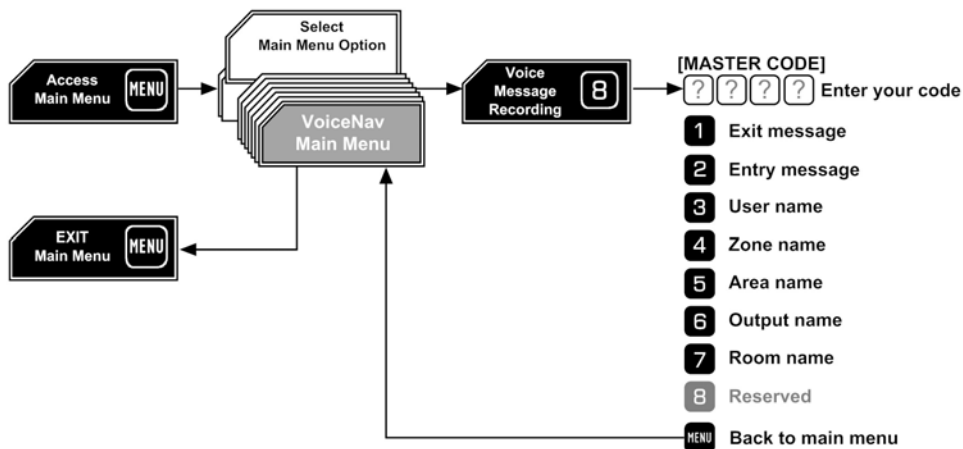 Select
Main Menu Option
Access
Main Menu
MENU
VoiceNav
Main Menu
Voice
Message
Recording
8
[MASTER CODE]
? ? ? ? Enter your code
1 Exit message
2 Entry message
3 User name
4 Zone name
5 Area name
6 Output name
7 Room name
8 Reserved
MENU Back to main menu
EXIT
Main Menu
MENU